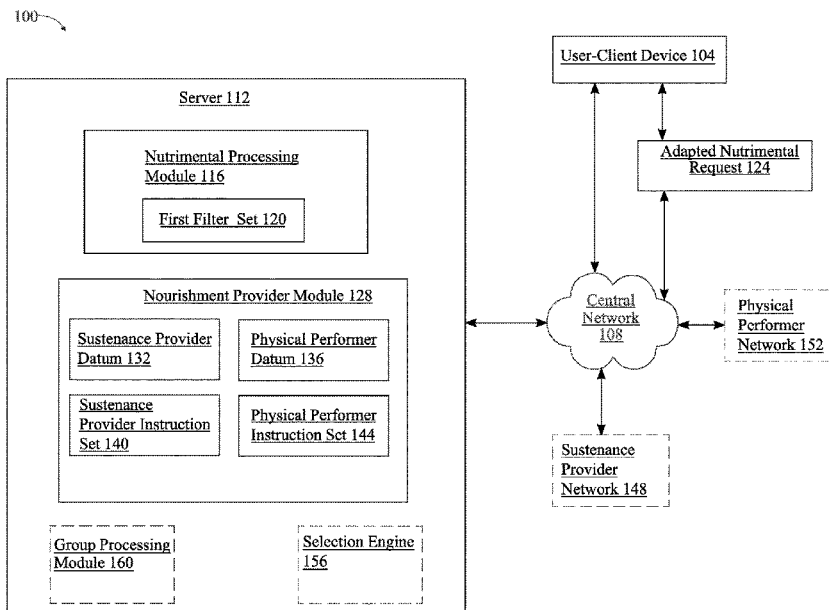 100
User-Client Device 104
Server 112
Nutrimental Processing
Module 116
First Filter Set 120
Adapted Nutrimental
Request 124
Nourishment Provider Module 128
Sustenance Provider
Datum 132
Physical Performer
Datum 136
Sustenance
Provider Instruction
Set 140
Physical Performer
Instruction Set 144
Central
Network
108
Physical
Performer
Network 152
Sustenance
Provider
Network 148
Group Processing
Module 160
Selection Engine
156